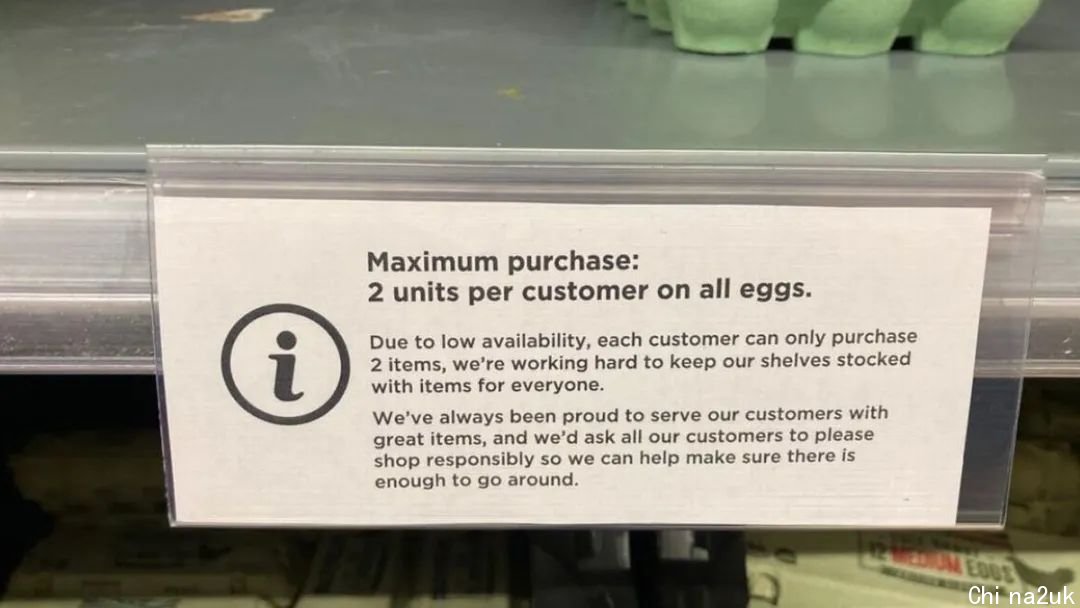 Maximum purchase:
2 units per customer on all eggs.
i
Due to low availability, each customer can only purchase
2 items, we're working hard to keep our shelves stocked
with items for everyone.
We've always been proud to serve our customers with
great items, and we'd ask all our customers to please
shop responsibly so we can help make sure there is
enough to go around.
12 MEDIUM EGGS
Chi na2uk